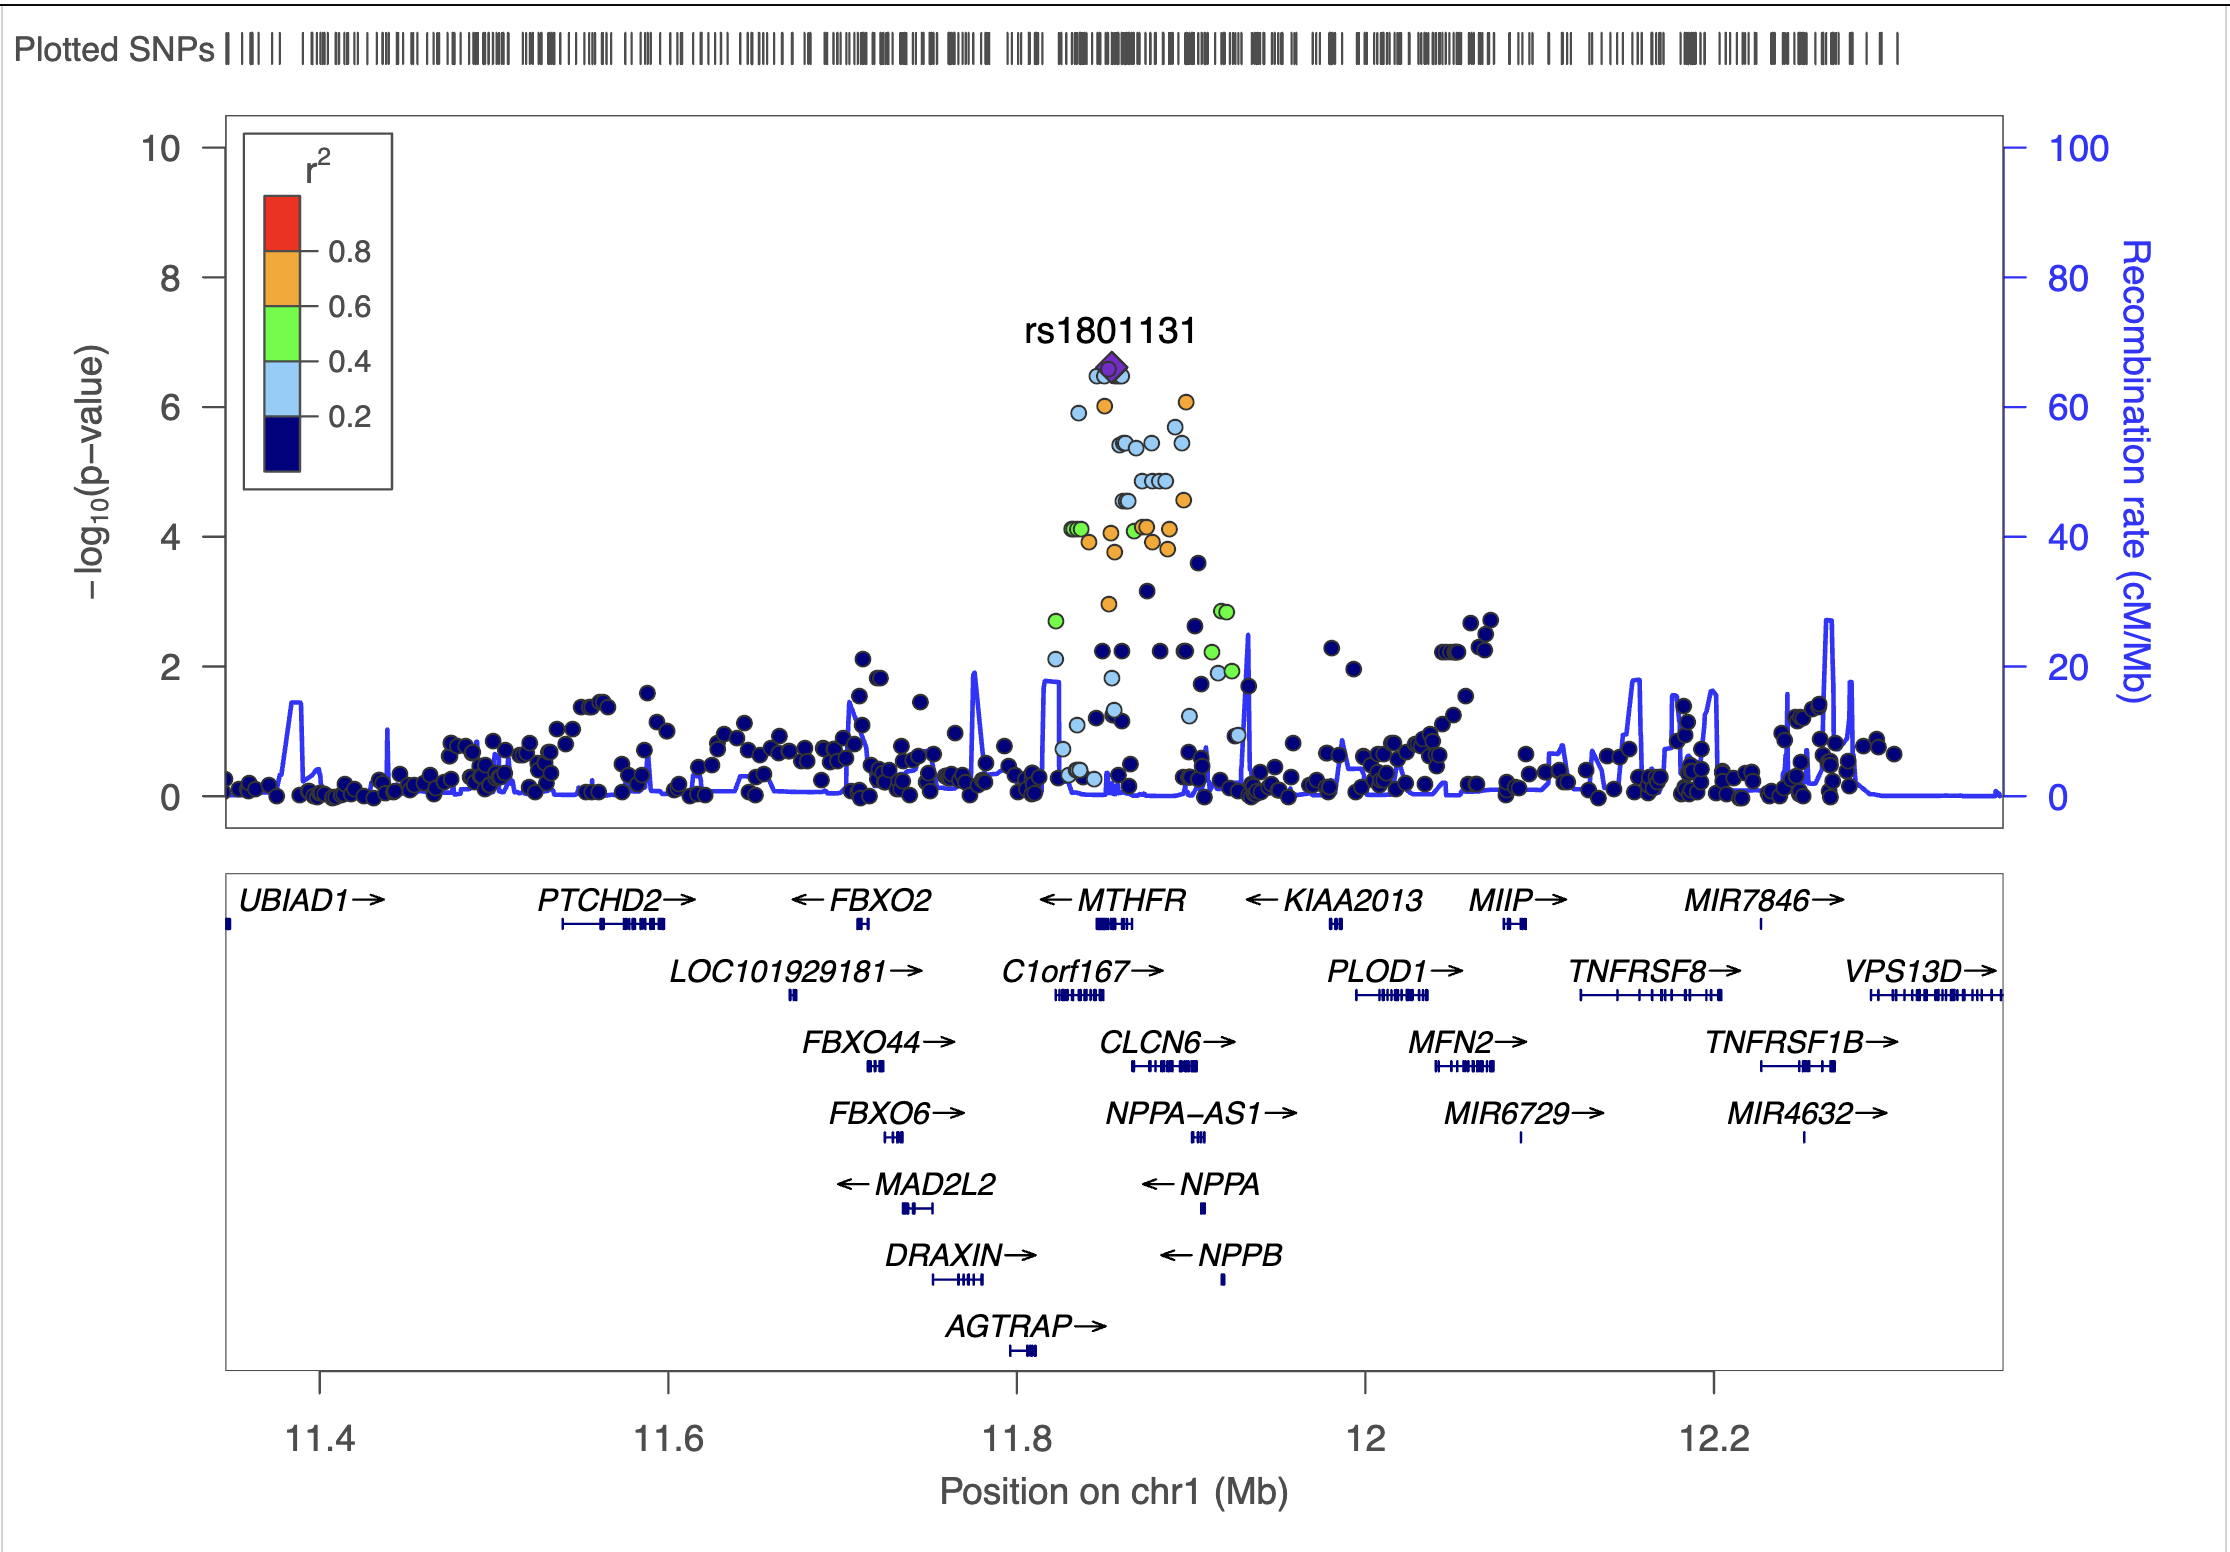 Plotted SNPs
10
8
6
4
2
0
−log10(p−value)
r2
0.8
0.6
0.4
0.2
rs1801131
100
80
60
40
20
0
Recombination rate (cM/Mb)
UBIAD1→ PTCHD2→ ←FBXO2 ←MTHFR ←KIAA2013 MIIP→ MIR7846→
LOC101929181→ C1orf167→ PLOD1→ TNFRSF8→ VPS13D→
FBXO44→ CLCN6→ MFN2→ TNFRSF1B→
FBXO6→ NPPA−AS1→ MIR6729→ MIR4632→
←MAD2L2 ←NPPA
DRAXIN→ ←NPPB
AGTRAP→
11.4 11.6 11.8 12 12.2
Position on chr1 (Mb)